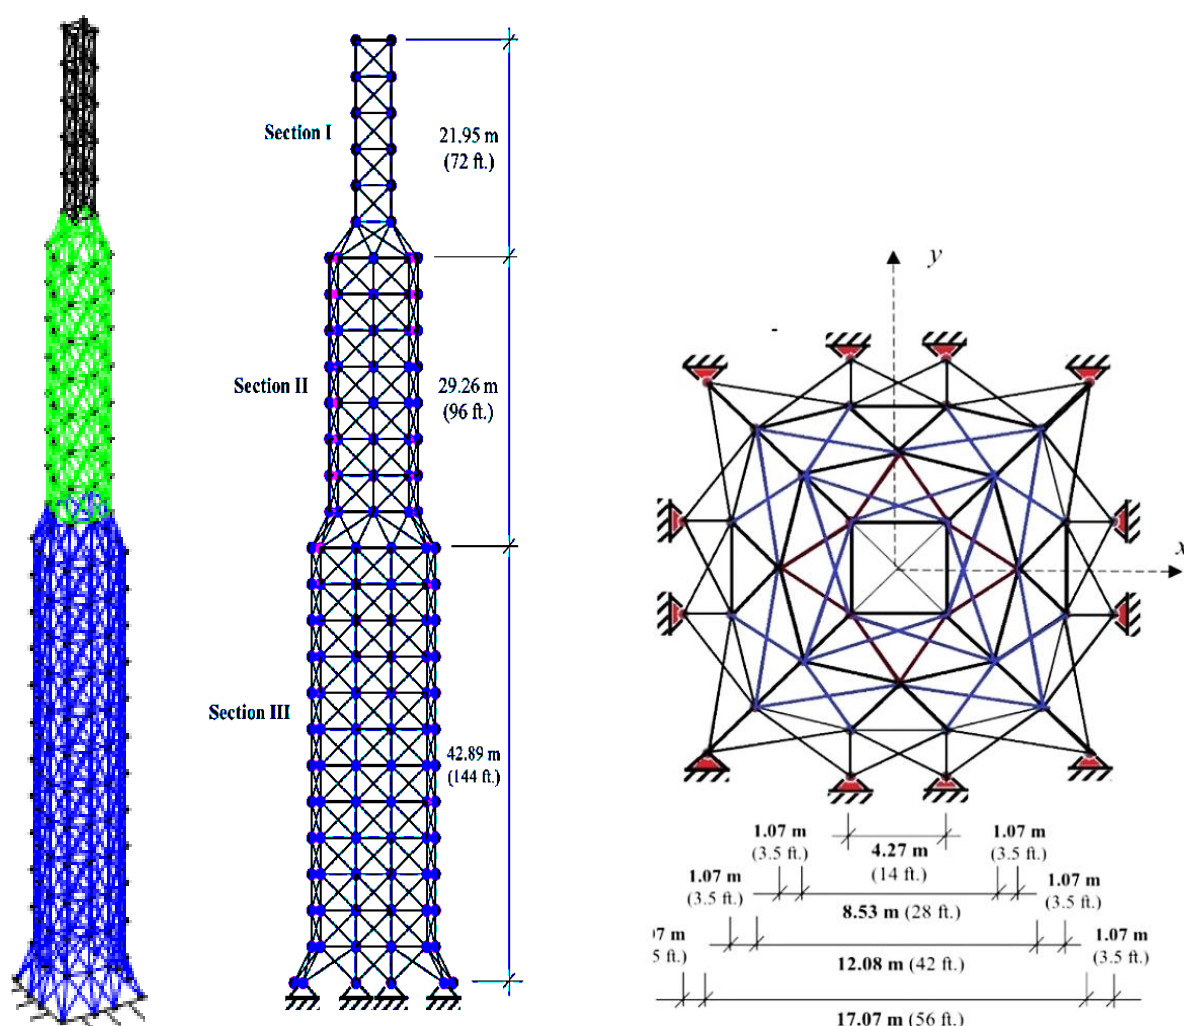 Section I
21.95 m
(72 ft.)
Section II
29.26 m
(96 ft.)
Section III
42.89 m
(144 ft.)
y
x
1.07 m
(3.5 ft.)
4.27 m
(14 ft.)
1.07 m
(3.5 ft.)
1.07 m
(3.5 ft.)
8.53 m (28 ft.)
1.07 m
(3.5 ft.)
7 m
5 ft.)
12.08 m (42 ft.)
1.07 m
(3.5 ft.)
17.07 m (56 ft.)